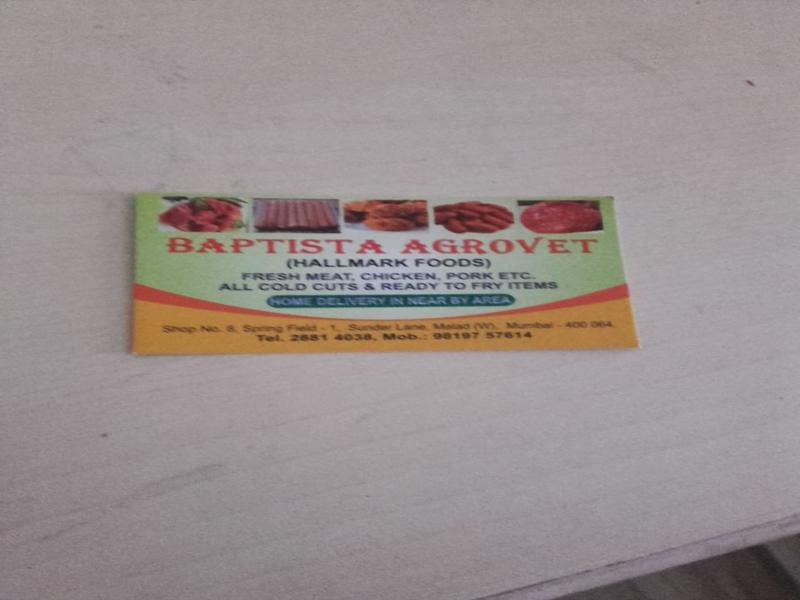 BAPTISTA AGROVET
(HALLMARK FOODS)
FRESH MEAT, CHICKEN, PORK ETC.
ALL COLD CUTS & READY TO FRY ITEMS
HOME DELIVERY IN NEAR BY AREA
Shop No. 8, Spring Field - 1, Sunder Lane, Malad (W), Mumbai - 400 064.
Tel. 2881 4038, Mob.: 98197 57614